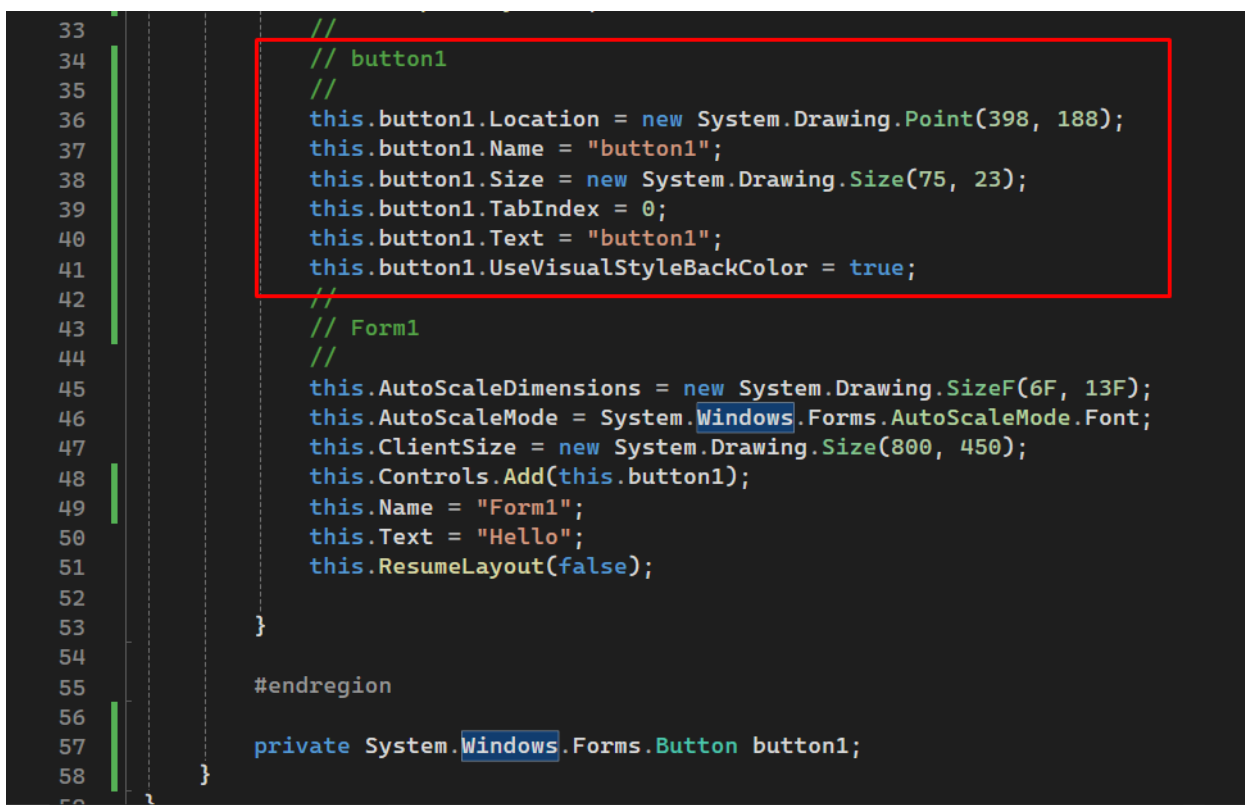 33 //
34 // button1
35 //
36 this.button1.Location = new System.Drawing.Point(398, 188);
37 this.button1.Name = "button1";
38 this.button1.Size = new System.Drawing.Size(75, 23);
39 this.button1.TabIndex = 0;
40 this.button1.Text = "button1";
41 this.button1.UseVisualStyleBackColor = true;
42 //
43 // Form1
44 //
45 this.AutoScaleDimensions = new System.Drawing.SizeF(6F, 13F);
46 this.AutoScaleMode = System.Windows.Forms.AutoScaleMode.Font;
47 this.ClientSize = new System.Drawing.Size(800, 450);
48 this.Controls.Add(this.button1);
49 this.Name = "Form1";
50 this.Text = "Hello";
51 this.ResumeLayout(false);
52
53 }
54
55 #endregion
56
57 private System.Windows.Forms.Button button1;
58 }
}